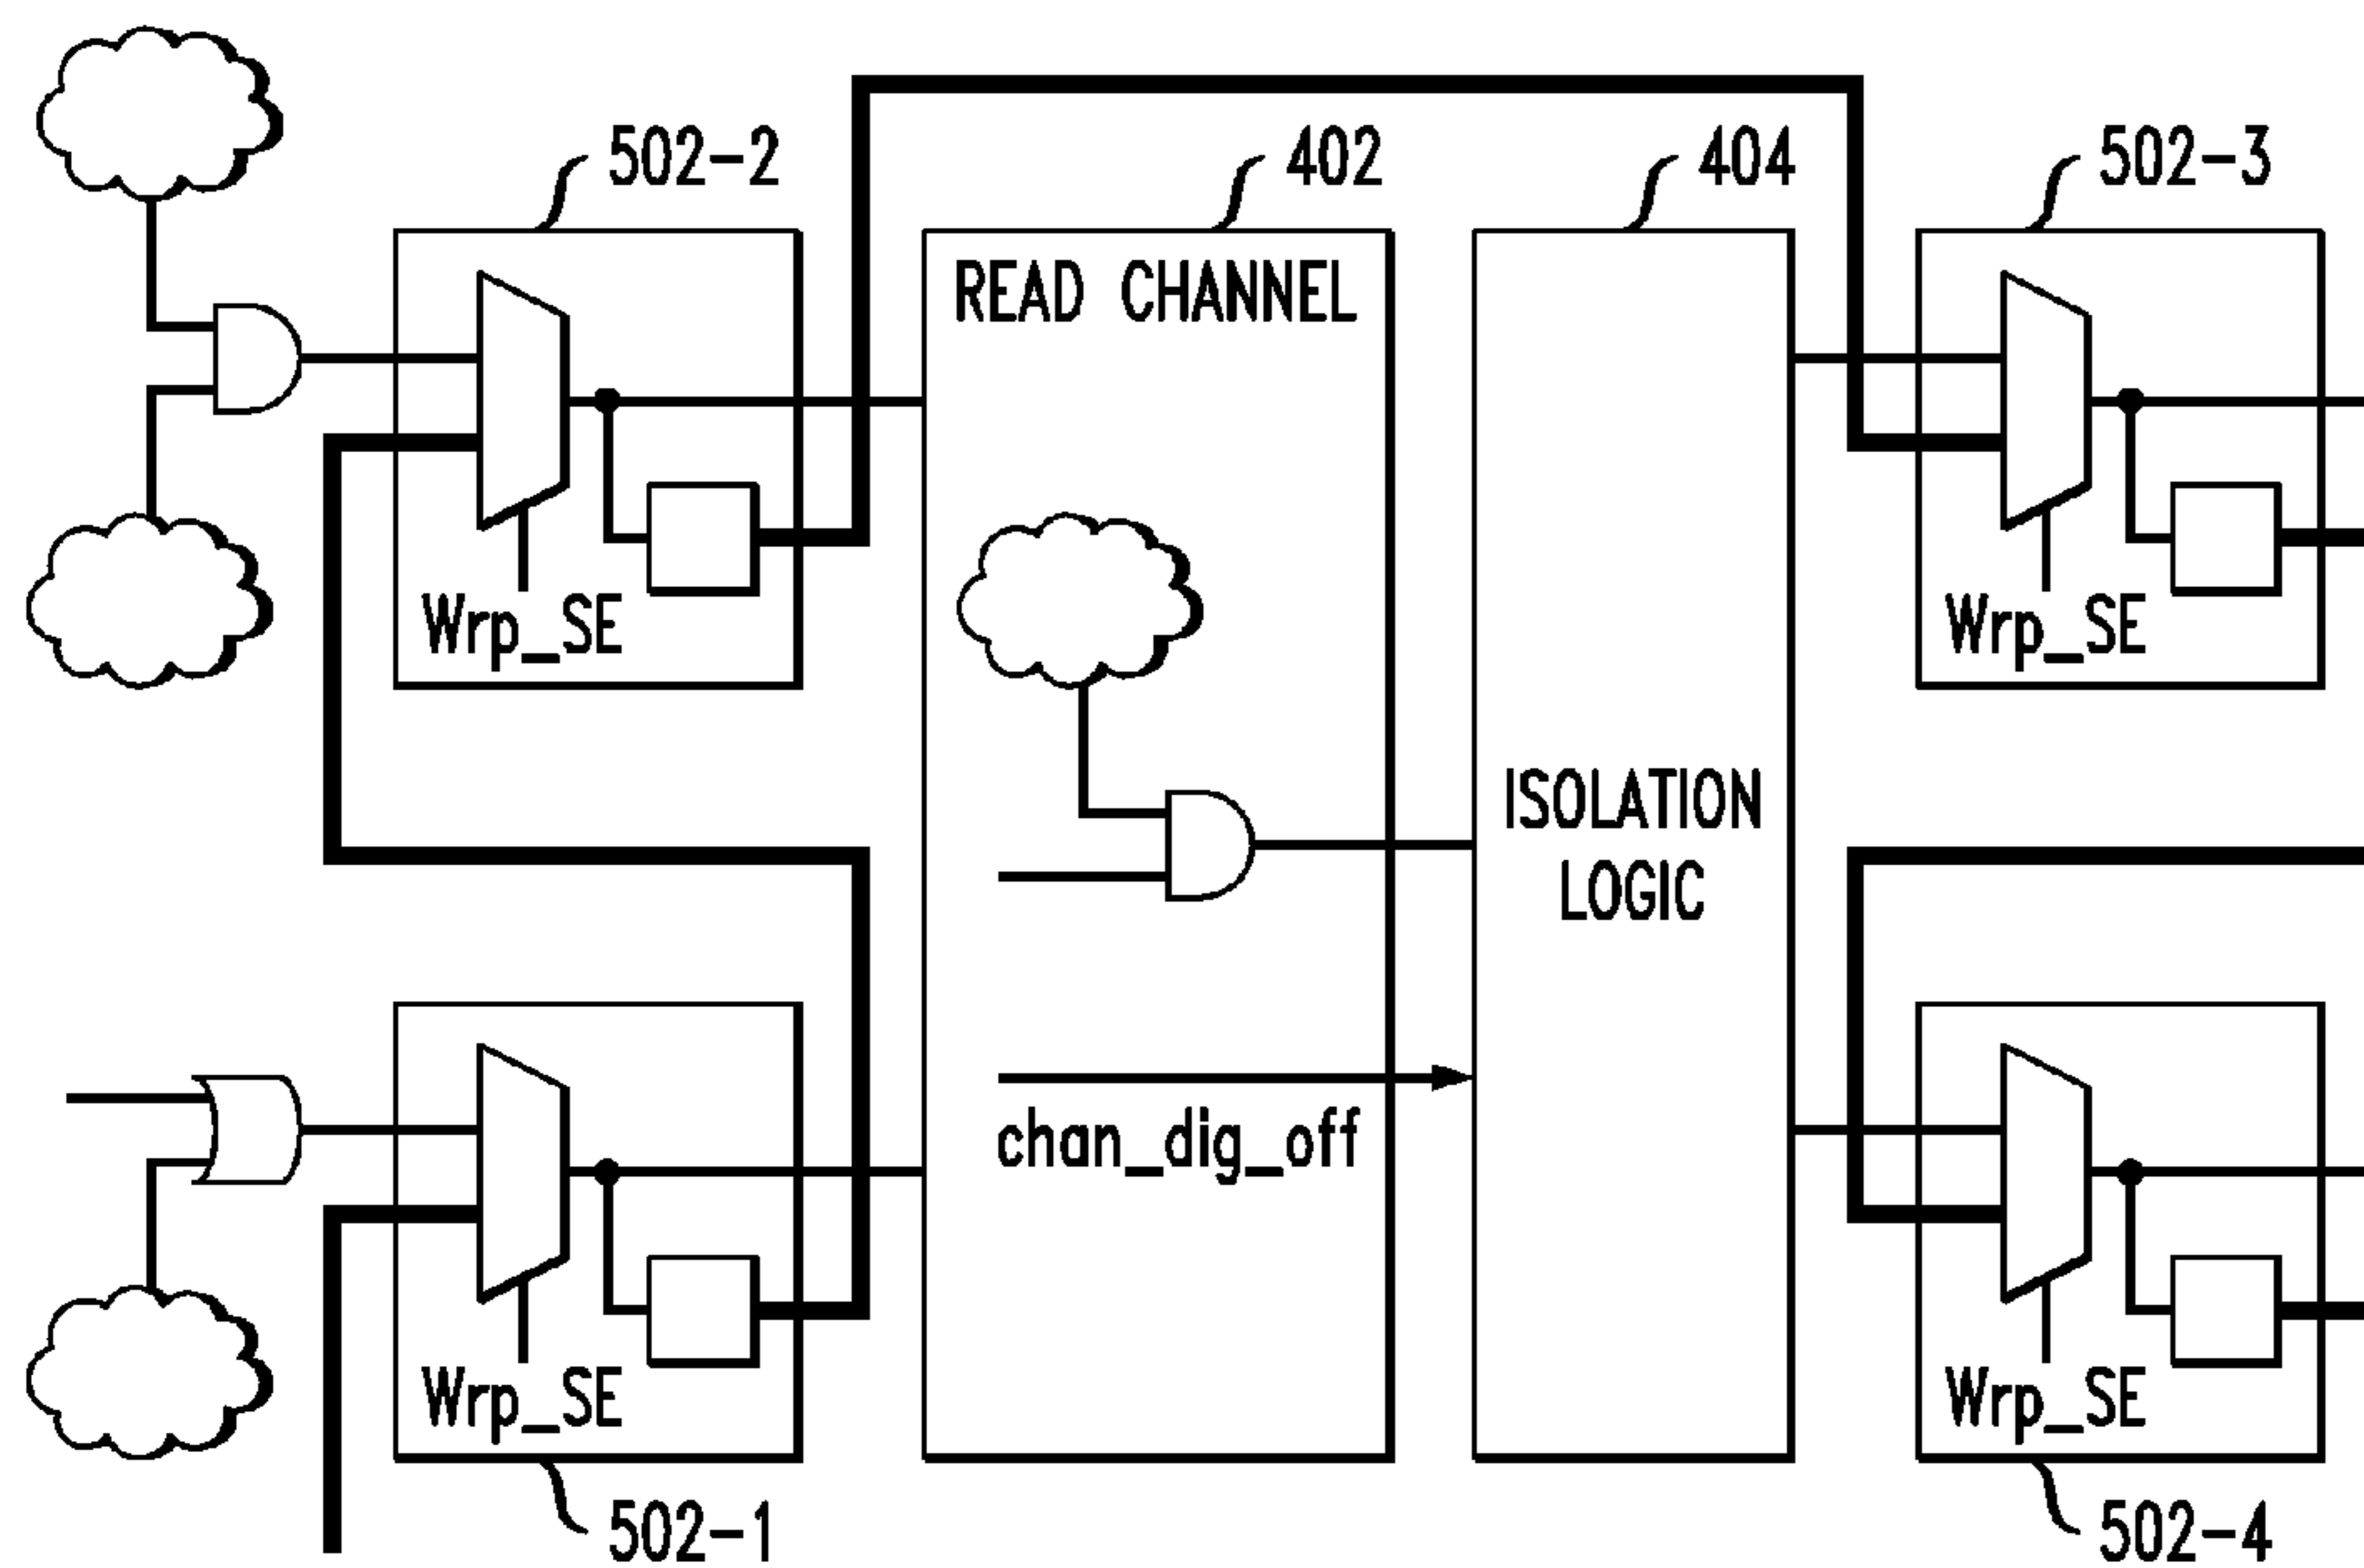 502-2
402
404
502-3
READ CHANNEL
Wrp_SE
Wrp_SE
ISOLATION
LOGIC
chan_dig_off
Wrp_SE
Wrp_SE
502-1
502-4